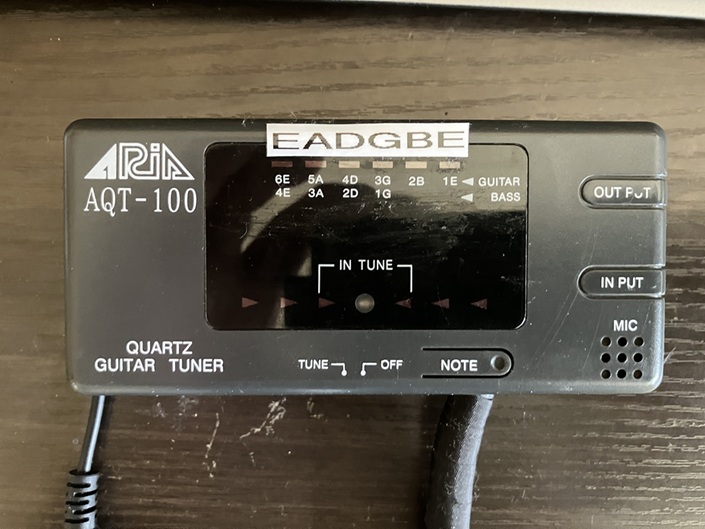 EADGBE
ARIA
AQT-100
6E 5A 4D 3G 2B 1E GUITAR
4E 3A 2D 1G BASS
OUT PUT
IN TUNE
IN PUT
MIC
QUARTZ
GUITAR TUNER
TUNE OFF NOTE